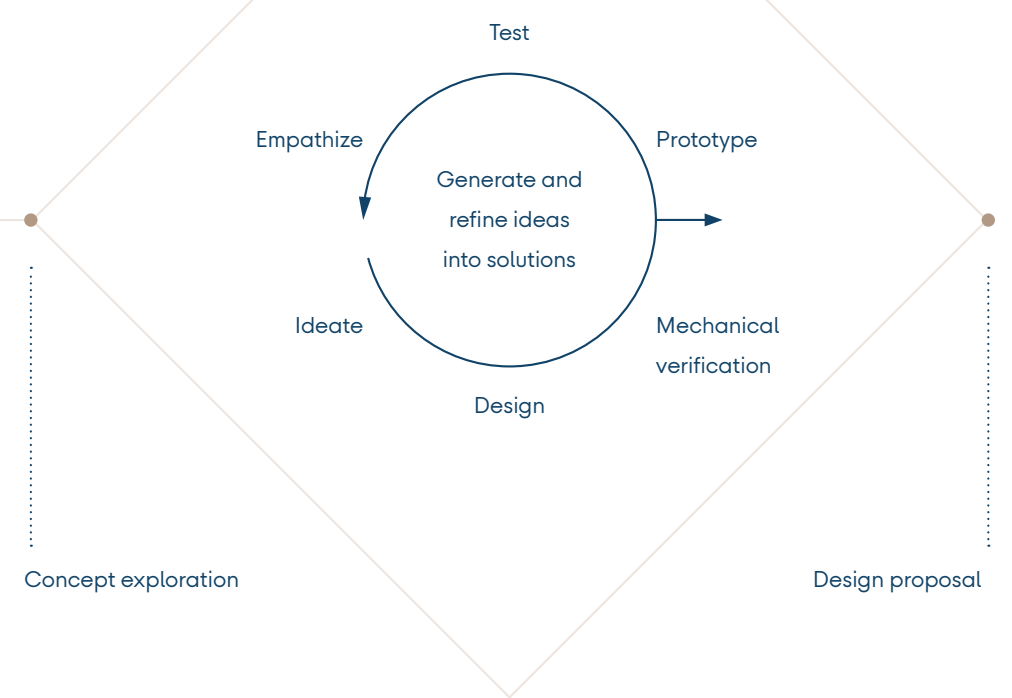 Test
Empathize
Prototype
Generate and
refine ideas
into solutions
Ideate
Mechanical
verification
Design
Concept exploration
Design proposal